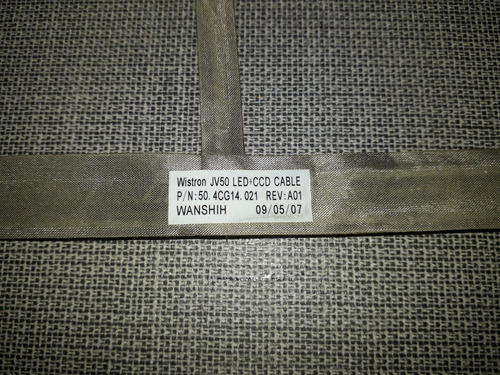 Wistron JV50 LED+CCD CABLE
P/N:50.4CG14.021 REV:A01
WANSHIH 09/05/07